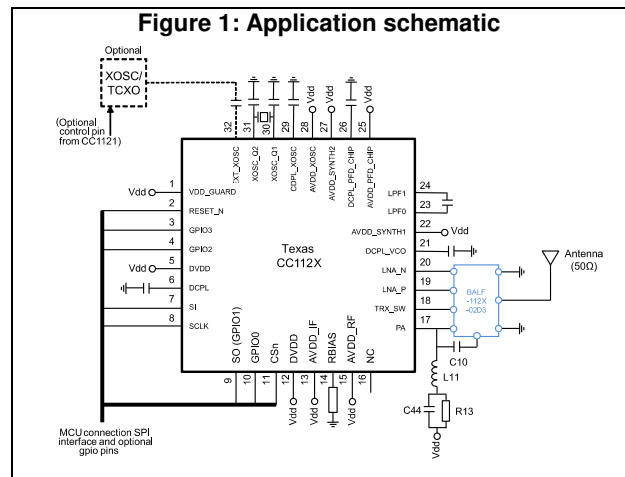 Figure 1: Application schematic
Optional
XOSC/
TCXO
(Optional
control pin
from CC1121)
Vdd
Vdd
Vdd
32
31
30
29
28
27
26
25
EXT_XOSC
XOSC_Q2
XOSC_Q1
CDPL_XOSC
AVDD_XOSC
AVDD_SYNTH2
DCPL_PFD_CHIP
AVDD_PFD_CHIP
Vdd
1 VDD_GUARD
2 RESET_N
3 GPIO3
4 GPIO2
Vdd
5 DVDD
6 DCPL
7 SI
8 SCLK
Texas
CC112X
LPF1 24
LPF0 23
AVDD_SYNTH1 22 Vdd
DCPL_VCO 21
LNA_N 20
LNA_P 19
TRX_SW 18
PA 17
BALF
-112X
-02D3
Antenna
(50Ω)
SO (GPIO1)
GPIO0
CSn
DVDD
AVDD_IF
RBIAS
AVDD_RF
NC
9
10
11
12
13
14
15
16
Vdd
Vdd
Vdd
C10
L11
C44
R13
Vdd
MCU connection SPI
interface and optional
gpio pins